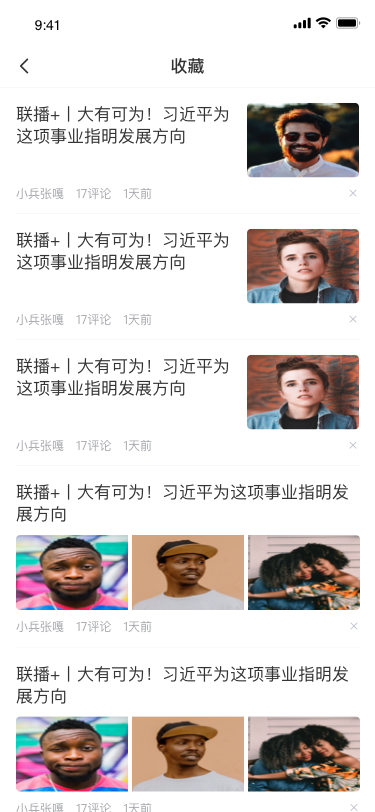 9:41
收藏
联播+丨大有可为！习近平为
这项事业指明发展方向
小兵张嘎 17评论 1天前
联播+丨大有可为！习近平为
这项事业指明发展方向
小兵张嘎 17评论 1天前
联播+丨大有可为！习近平为
这项事业指明发展方向
小兵张嘎 17评论 1天前
联播+丨大有可为！习近平为这项事业指明发
展方向
小兵张嘎 17评论 1天前
联播+丨大有可为！习近平为这项事业指明发
展方向
小兵张嘎 17评论 1天前